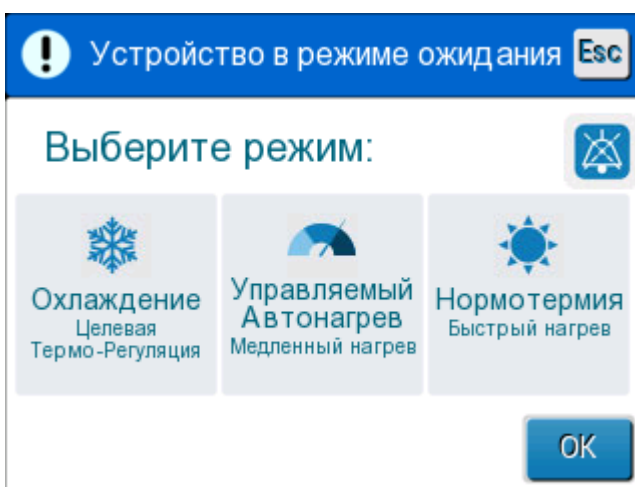 ! Устройство в режиме ожидания Esc
Выберите режим:
Охлаждение
Целевая
Термо-Регуляция
Управляемый
Автонагрев
Медленный нагрев
Нормотермия
Быстрый нагрев
OK